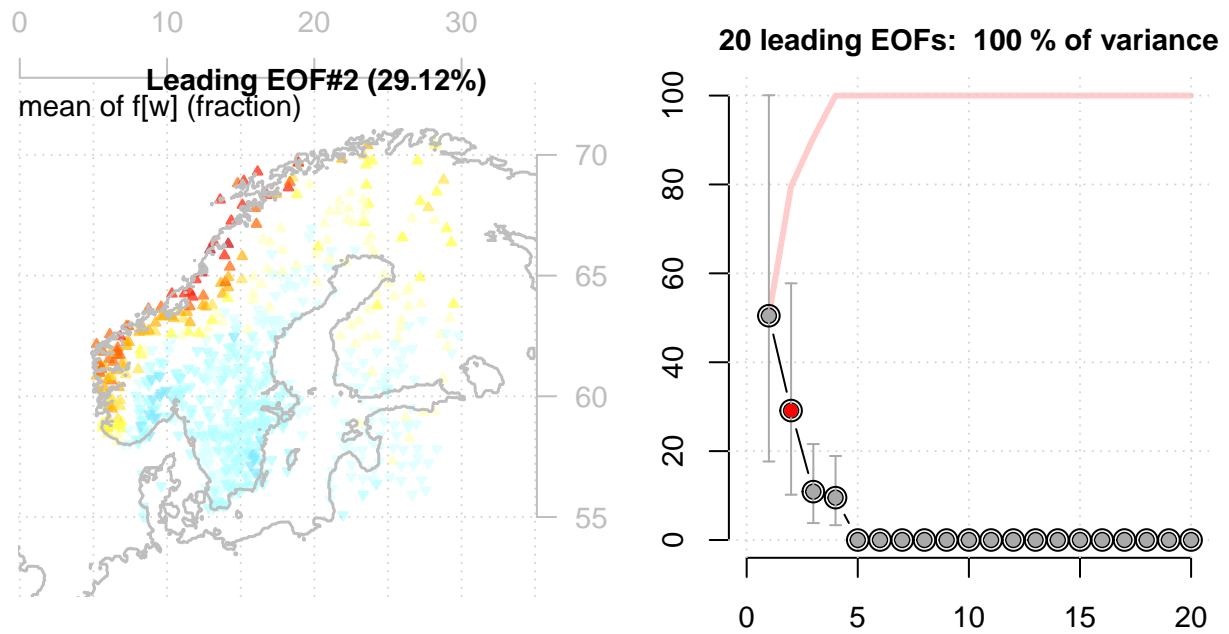 0 10 20 30
Leading EOF#2 (29.12%)
mean of f[w] (fraction)
70
65
60
55
20 leading EOFs: 100 % of variance
100
80
60
40
20
0
0 5 10 15 20